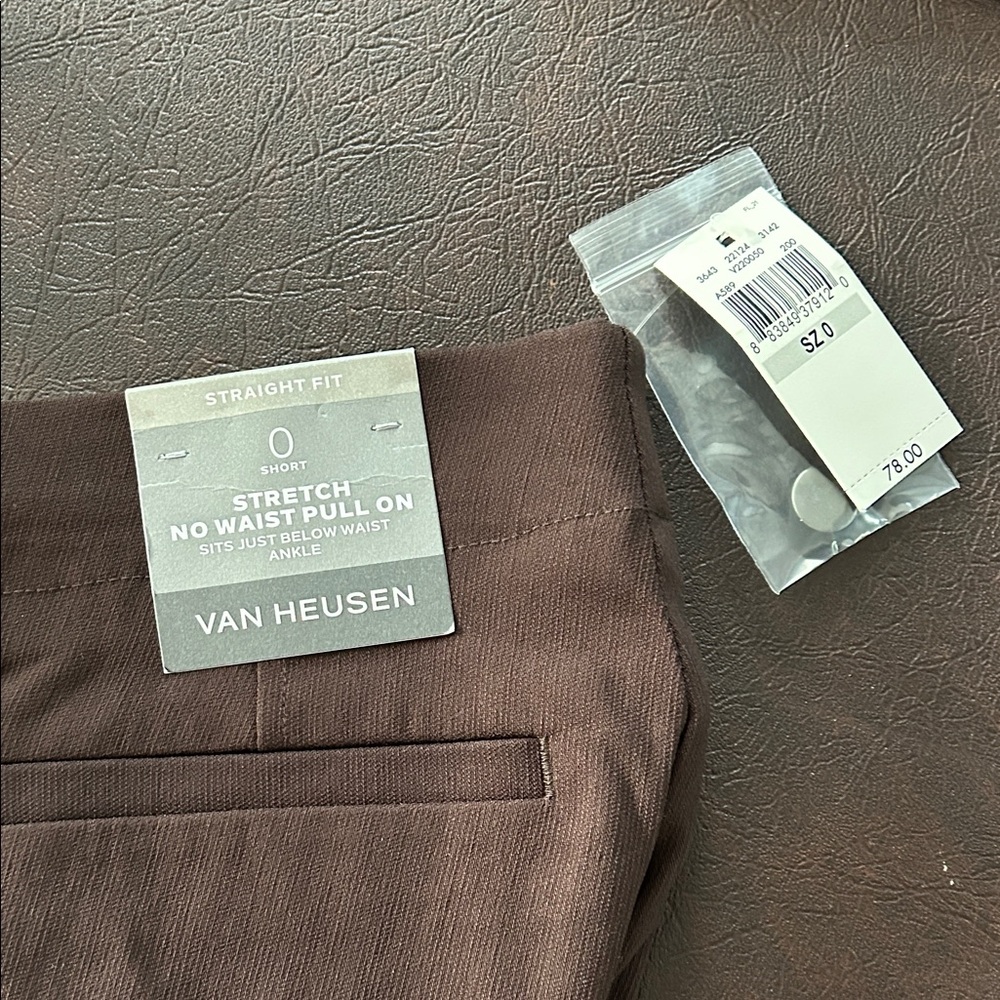 STRAIGHT FIT
0
SHORT
STRETCH
NO WAIST PULL ON
SITS JUST BELOW WAIST
ANKLE
VAN HEUSEN
3643 22124 3142
A589 V220050 200
8 83849 37912 0
SZ 0
78.00